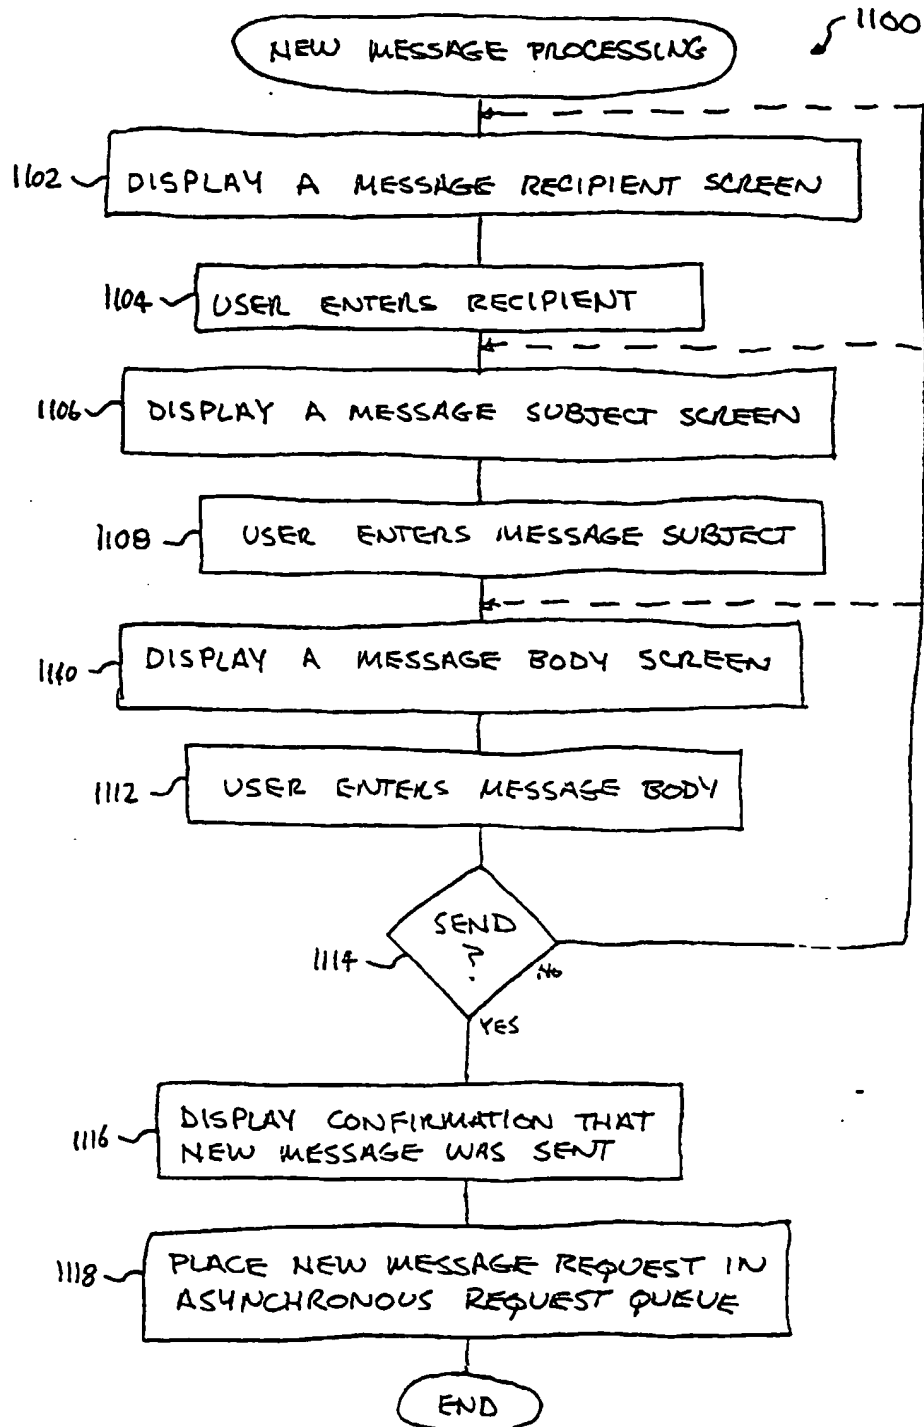 1100
NEW MESSAGE PROCESSING
1102
DISPLAY A MESSAGE RECIPIENT SCREEN
1104
USER ENTERS RECIPIENT
1106
DISPLAY A MESSAGE SUBJECT SCREEN
1108
USER ENTERS MESSAGE SUBJECT
1110
DISPLAY A MESSAGE BODY SCREEN
1112
USER ENTERS MESSAGE BODY
SEND
?
1114
NO
YES
1116
DISPLAY CONFIRMATION THAT
NEW MESSAGE WAS SENT
1118
PLACE NEW MESSAGE REQUEST IN
ASYNCHRONOUS REQUEST QUEUE
END